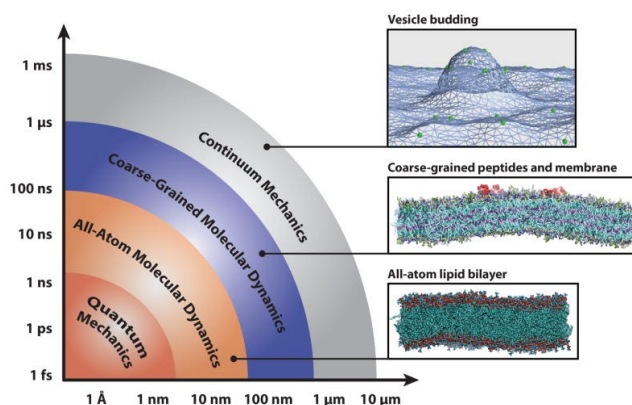 Vesicle budding
1 ms
1 µs
100 ns
10 ns
1 ns
1 ps
1 fs
Continuum Mechanics
Coarse-Grained Molecular Dynamics
All-Atom Molecular Dynamics
Quantum
Mechanics
Coarse-grained peptides and membrane
All-atom lipid bilayer
1 Å
1 nm
10 nm
100 nm
1 µm
10 µm